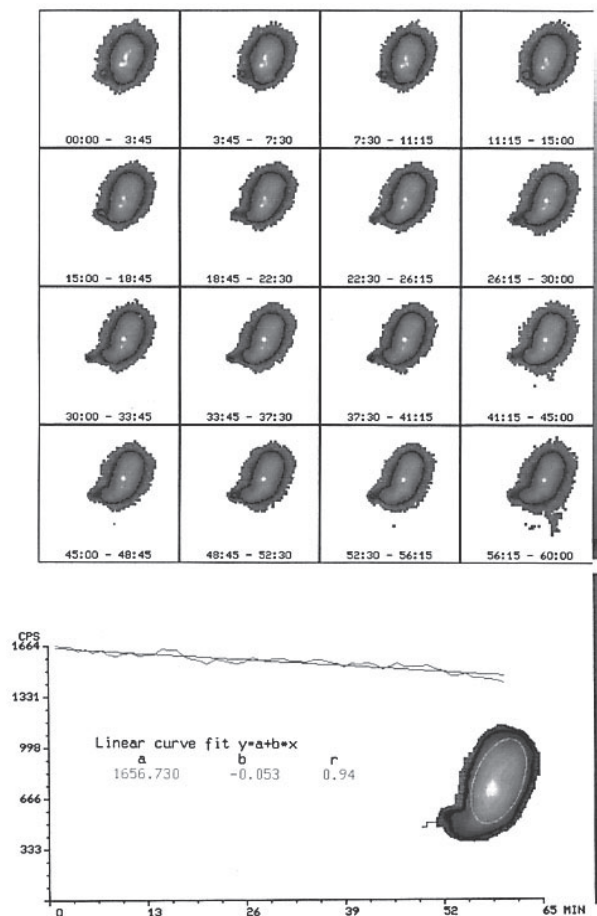 00:00 - 3:45 3:45 - 7:30 7:30 - 11:15 11:15 - 15:00
15:00 - 18:45 18:45 - 22:30 22:30 - 26:15 26:15 - 30:00
30:00 - 33:45 33:45 - 37:30 37:30 - 41:15 41:15 - 45:00
45:00 - 48:45 48:45 - 52:30 52:30 - 56:15 56:15 - 60:00
CPS
1664
1331
998
Linear curve fit y=a+b*x
a b r
1656.730 -0.053 0.94
666
333
0 13 26 39 52 65 MIN